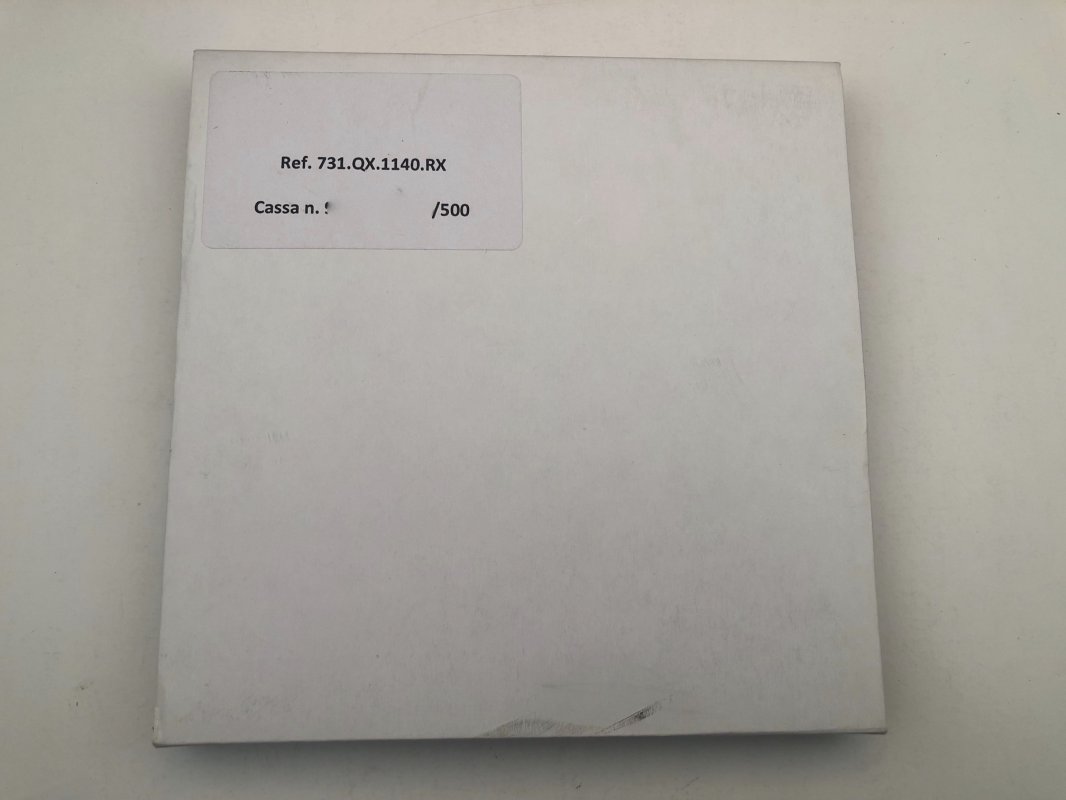 Ref. 731.QX.1140.RX
Cassa n. /500